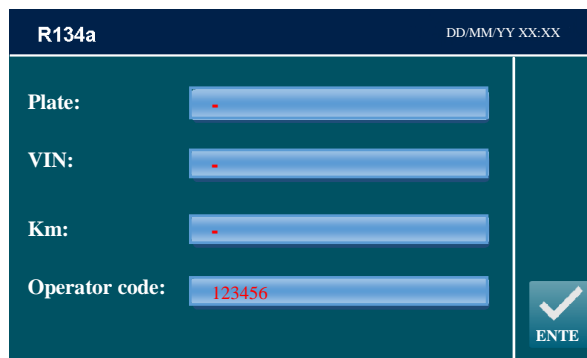 R134a DD/MM/YY XX:XX
Plate: -
VIN: -
Km: -
Operator code: 123456
ENTE